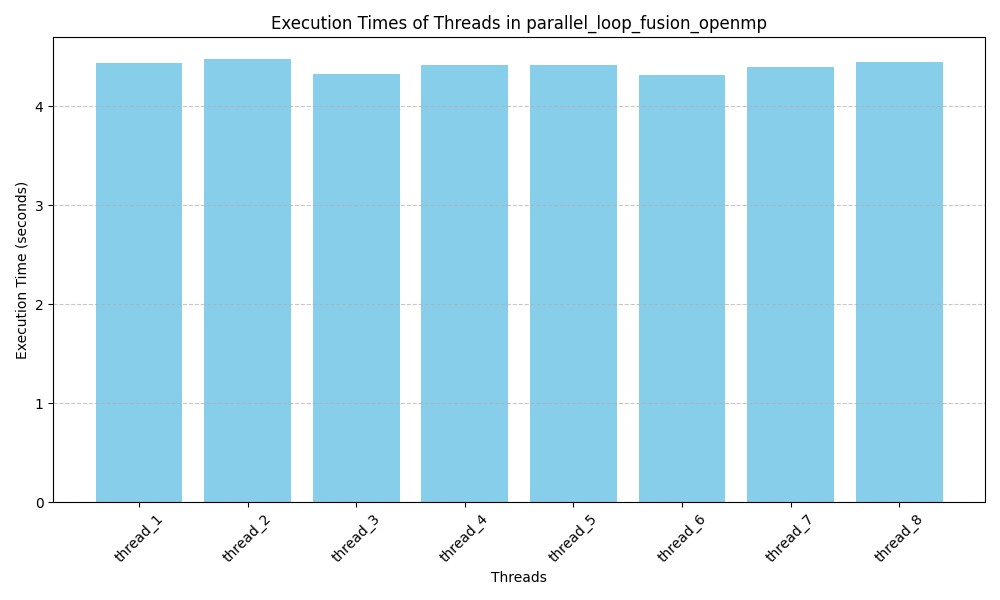 Execution Times of Threads in parallel_loop_fusion_openmp
Execution Time (seconds)
4
3
2
1
0
thread_1
thread_2
thread_3
thread_4
thread_5
thread_6
thread_7
thread_8
Threads